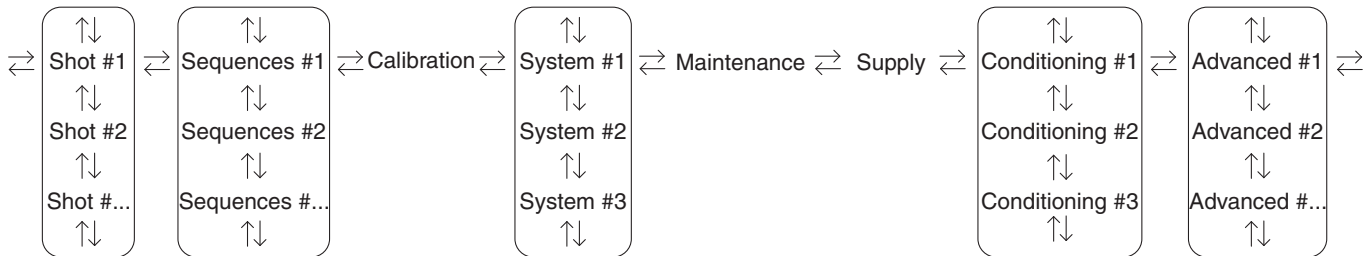 Shot #1 Sequences #1 Calibration System #1 Maintenance Supply Conditioning #1 Advanced #1
Shot #2 Sequences #2 System #2 Conditioning #2 Advanced #2
Shot #... Sequences #... System #3 Conditioning #3 Advanced #...